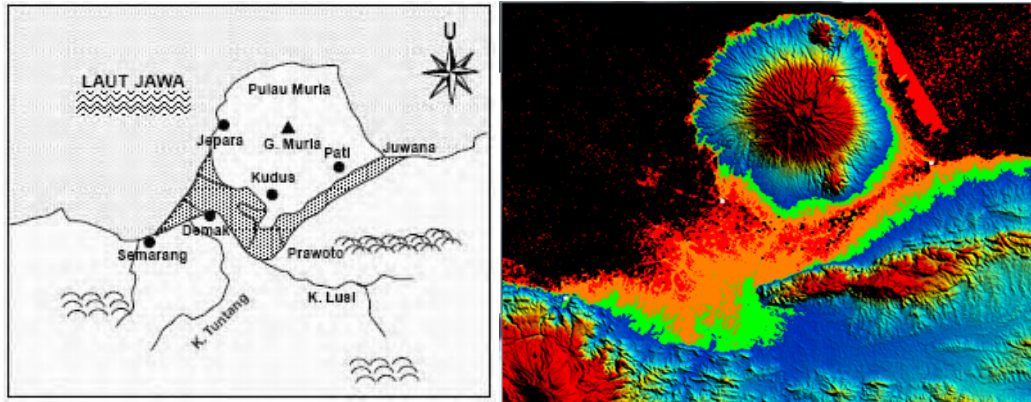 U
LAUT JAWA
Pulau Muria
Jepara
G. Muria
Juwana
Pati
Kudus
Demak
Semarang
Prawoto
K. Lusi
K. Tuntang